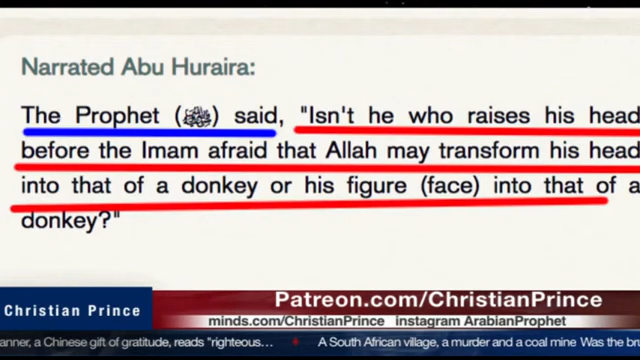 Narrated Abu Huraira:
The Prophet (ﷺ) said, "Isn't he who raises his head
before the Imam afraid that Allah may transform his head
into that of a donkey or his figure (face) into that of a
donkey?"
Christian Prince
Patreon.com/ChristianPrince
minds.com/ChristianPrince instagram ArabianProphet
anner, a Chinese gift of gratitude, reads "righteous... A South African village, a murder and a coal mine Was the br